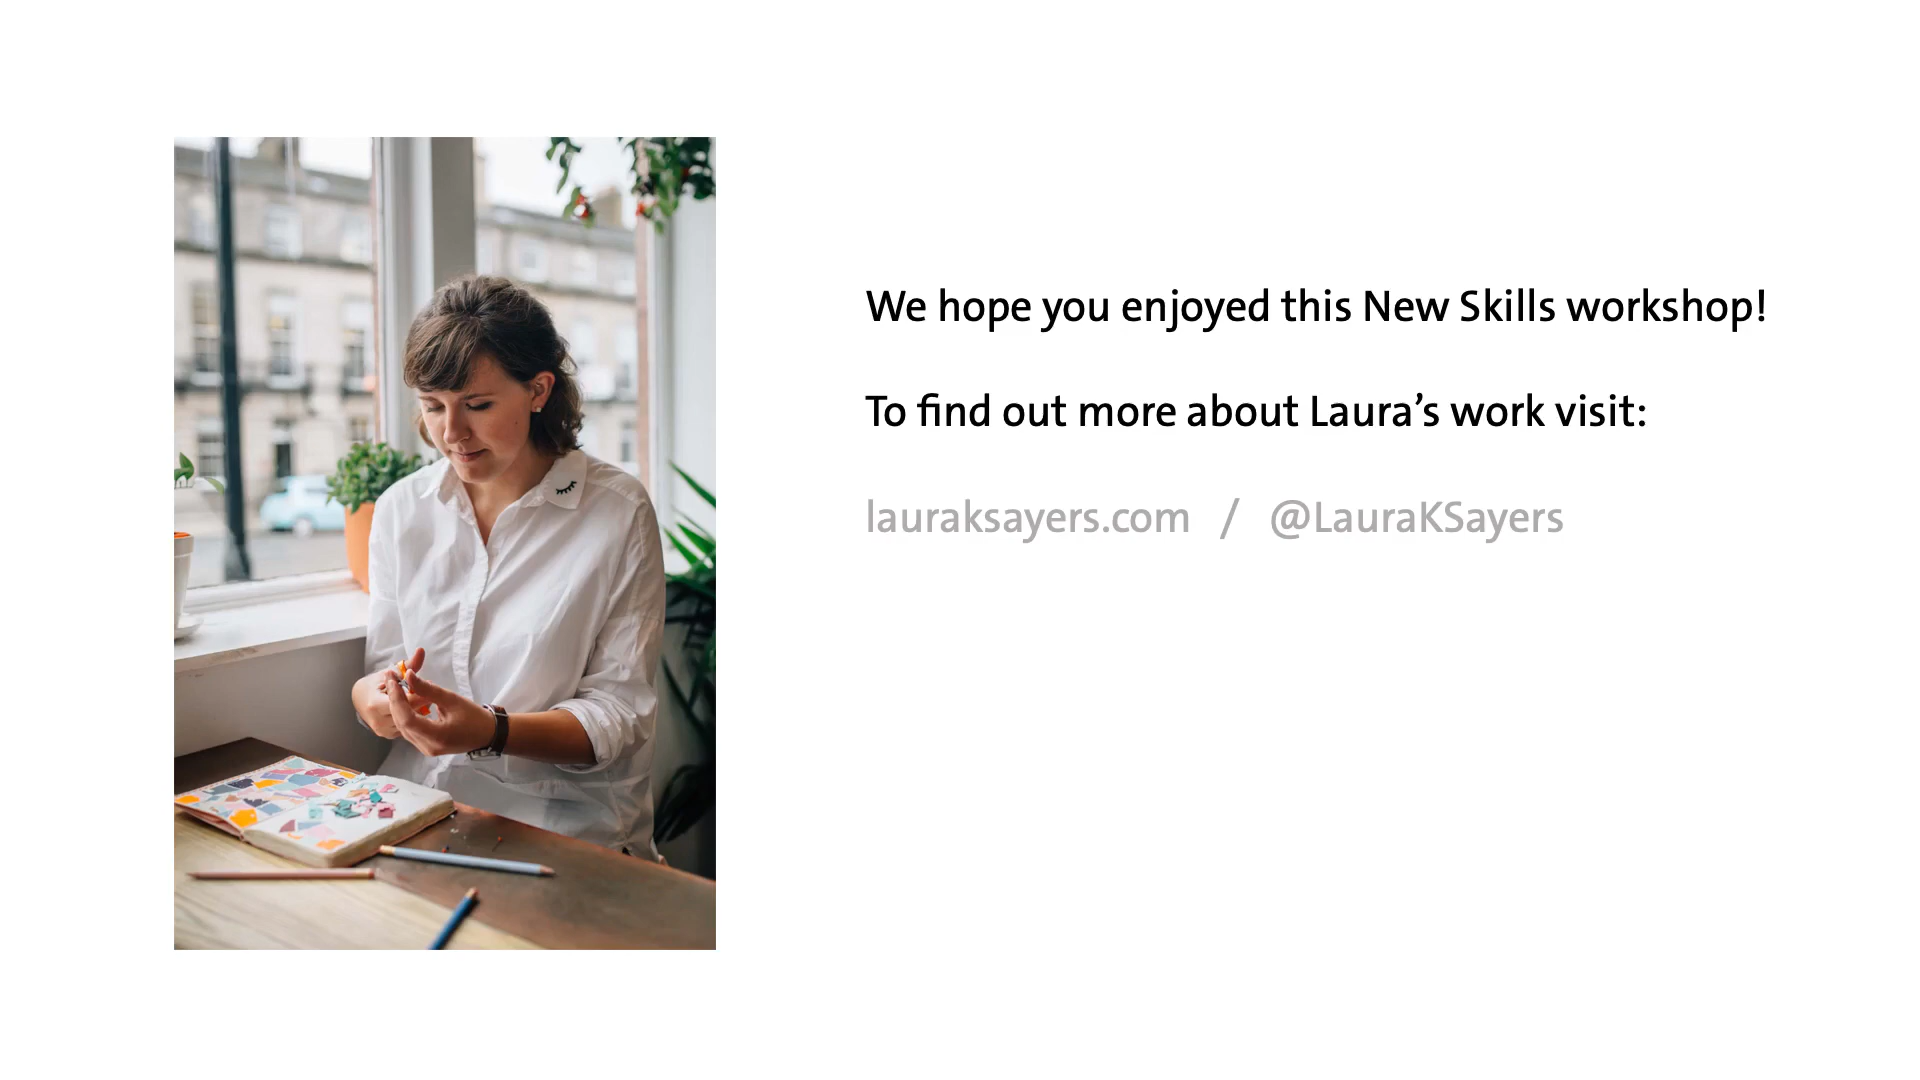 We hope you enjoyed this New Skills workshop!
To find out more about Laura’s work visit:
lauraksayers.com / @LauraKSayers